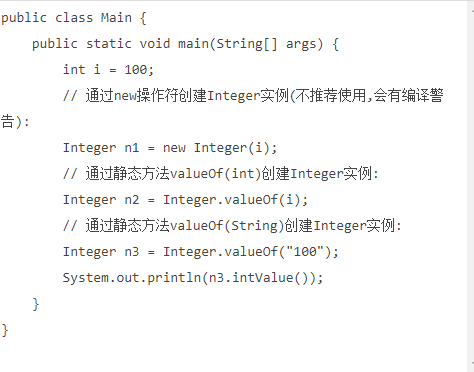 public class Main {
    public static void main(String[] args) {
        int i = 100;
        // 通过new操作符创建Integer实例(不推荐使用,会有编译警
告):
        Integer n1 = new Integer(i);
        // 通过静态方法valueOf(int)创建Integer实例:
        Integer n2 = Integer.valueOf(i);
        // 通过静态方法valueOf(String)创建Integer实例:
        Integer n3 = Integer.valueOf("100");
        System.out.println(n3.intValue());
    }
}